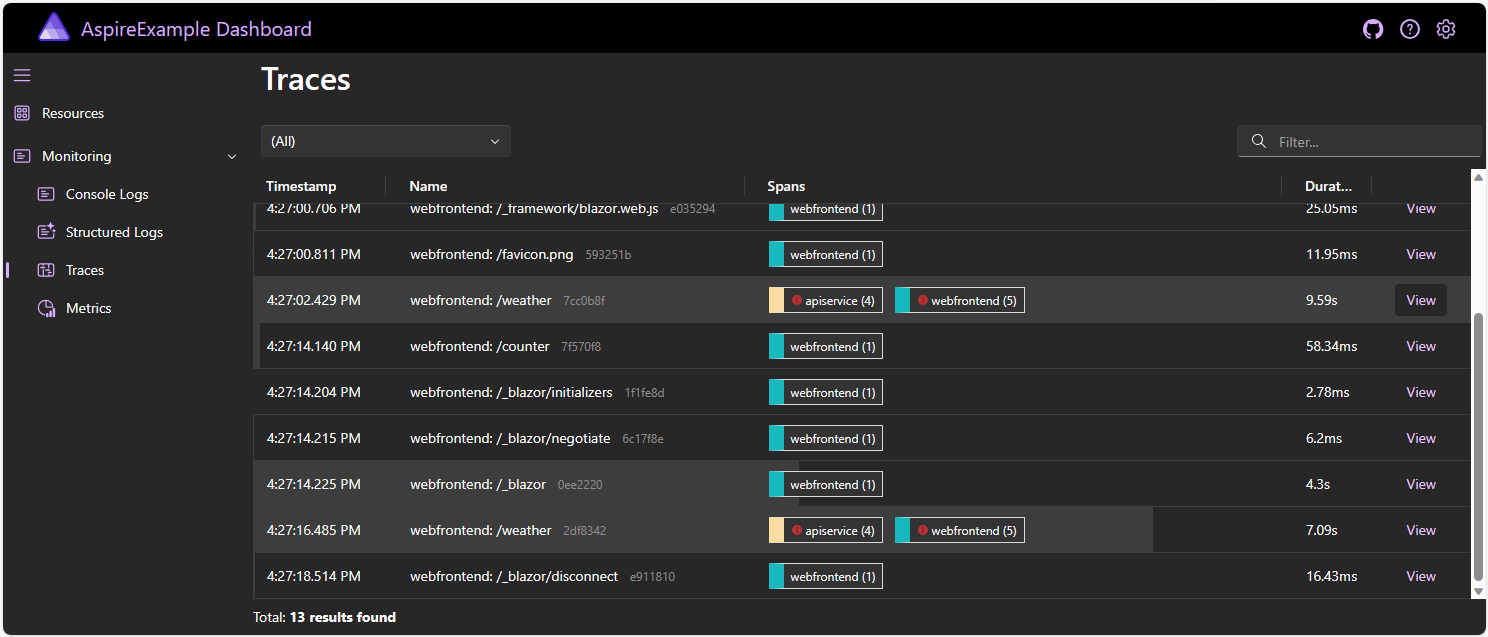 AspireExample Dashboard
Traces
Resources
Monitoring
Console Logs
Structured Logs
Traces
Metrics
(All)
Filter...
Timestamp Name Spans Durat...
4:27:00.706 PM webfrontend: /_framework/blazor.web.js e035294 webfrontend (1) 25.05ms View
4:27:00.811 PM webfrontend: /favicon.png 593251b webfrontend (1) 11.95ms View
4:27:02.429 PM webfrontend: /weather 7cc0b8f apiservice (4) webfrontend (5) 9.59s View
4:27:14.140 PM webfrontend: /counter 7f570f8 webfrontend (1) 58.34ms View
4:27:14.204 PM webfrontend: /_blazor/initializers 1f1fe8d webfrontend (1) 2.78ms View
4:27:14.215 PM webfrontend: /_blazor/negotiate 6c17f8e webfrontend (1) 6.2ms View
4:27:14.225 PM webfrontend: /_blazor 0ee2220 webfrontend (1) 4.3s View
4:27:16.485 PM webfrontend: /weather 2df8342 apiservice (4) webfrontend (5) 7.09s View
4:27:18.514 PM webfrontend: /_blazor/disconnect e911810 webfrontend (1) 16.43ms View
Total: 13 results found